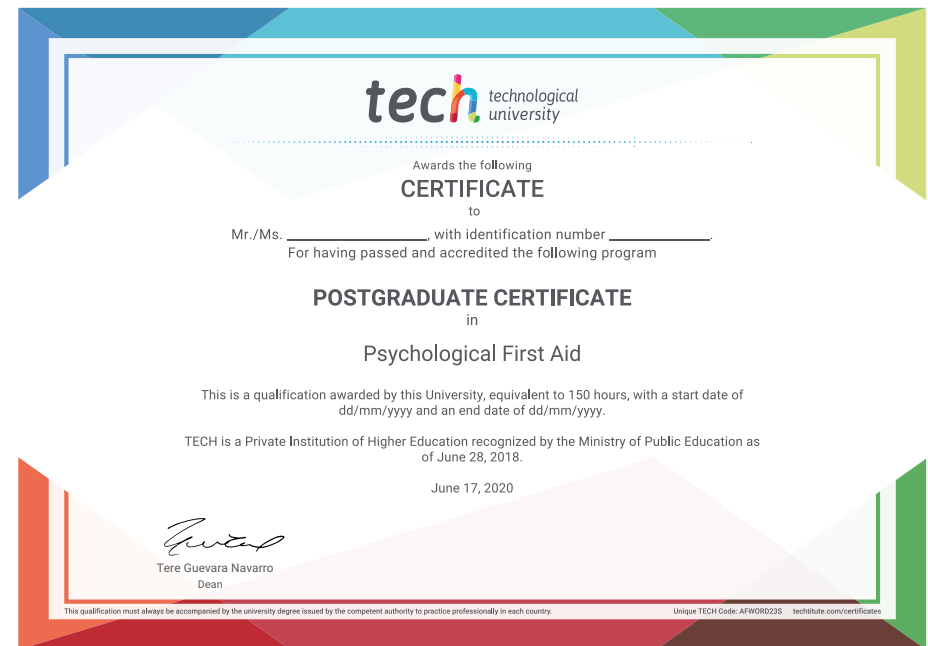 tech technological
university
Awards the following
CERTIFICATE
to
Mr./Ms. ____________________, with identification number ______________.
For having passed and accredited the following program
POSTGRADUATE CERTIFICATE
in
Psychological First Aid
This is a qualification awarded by this University, equivalent to 150 hours, with a start date of
dd/mm/yyyy and an end date of dd/mm/yyyy.
TECH is a Private Institution of Higher Education recognized by the Ministry of Public Education as
of June 28, 2018.
June 17, 2020
Tere Guevara Navarro
Dean
This qualification must always be accompanied by the university degree issued by the competent authority to practice professionally in each country.
Unique TECH Code: AFWORD23S techtitute.com/certificates